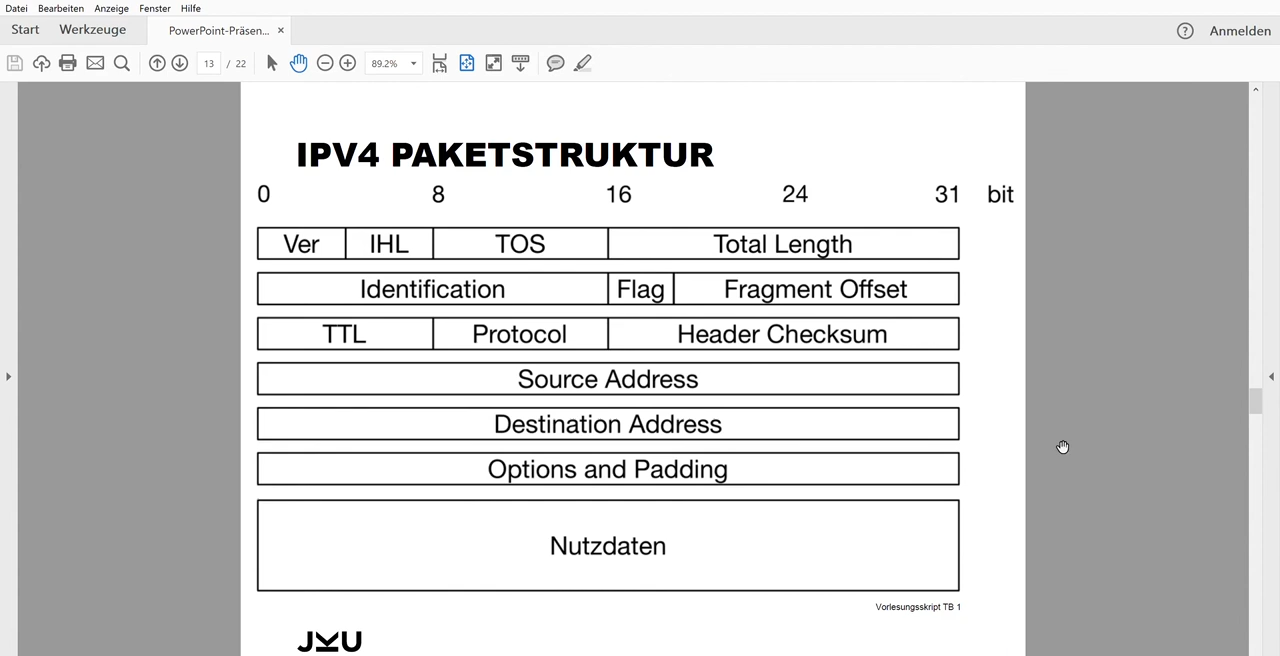 Datei Bearbeiten Anzeige Fenster Hilfe
Start Werkzeuge PowerPoint-Präsen... × ? Anmelden
13 / 22 89.2%
IPV4 PAKETSTRUKTUR
0 8 16 24 31 bit
Ver IHL TOS Total Length
Identification Flag Fragment Offset
TTL Protocol Header Checksum
Source Address
Destination Address
Options and Padding
Nutzdaten
Vorlesungsskript TB 1
JKU